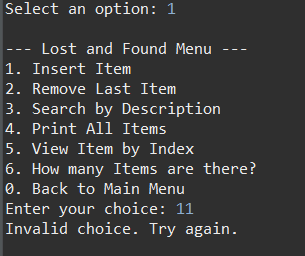 Select an option: 1
--- Lost and Found Menu ---
1. Insert Item
2. Remove Last Item
3. Search by Description
4. Print All Items
5. View Item by Index
6. How many Items are there?
0. Back to Main Menu
Enter your choice: 11
Invalid choice. Try again.